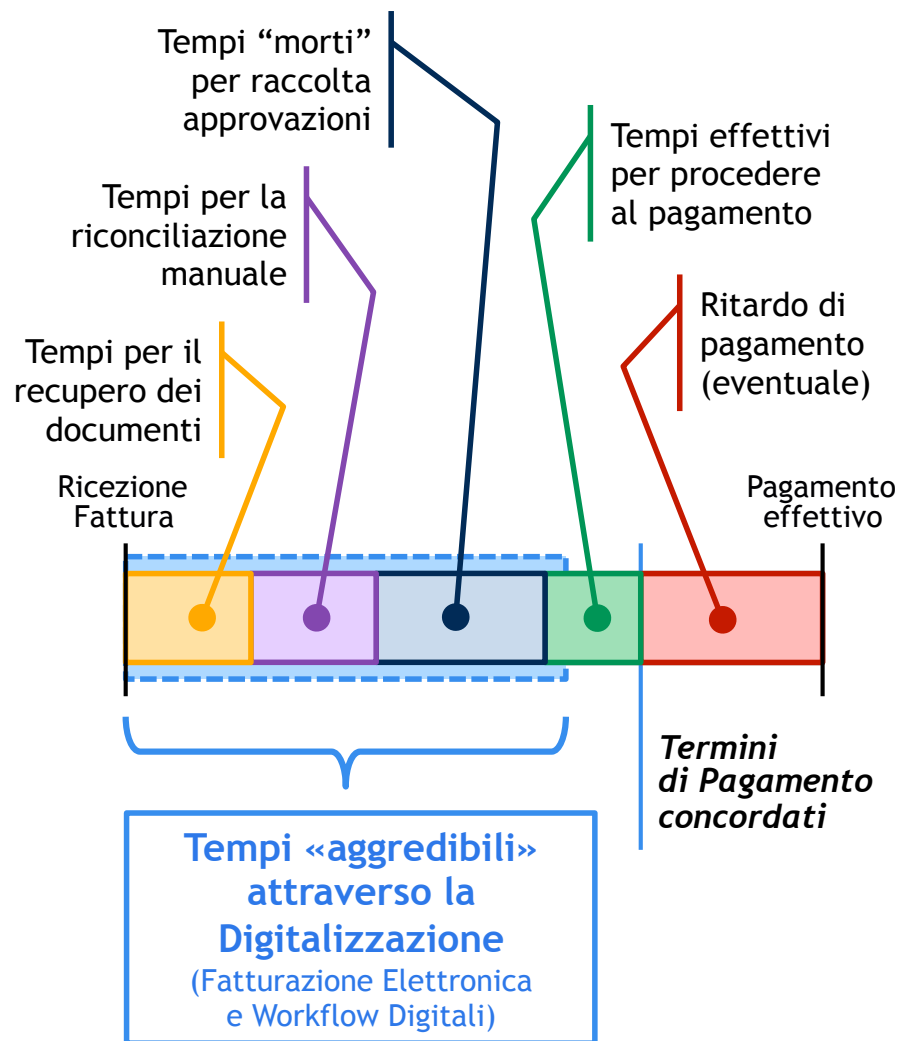 Tempi “morti”
per raccolta
approvazioni
Tempi effettivi
per procedere
al pagamento
Tempi per la
riconciliazione
manuale
Ritardo di
pagamento
(eventuale)
Tempi per il
recupero dei
documenti
Ricezione
Fattura
Pagamento
effettivo
Termini
di Pagamento
concordati
Tempi «aggredibili»
attraverso la
Digitalizzazione
(Fatturazione Elettronica
e Workflow Digitali)